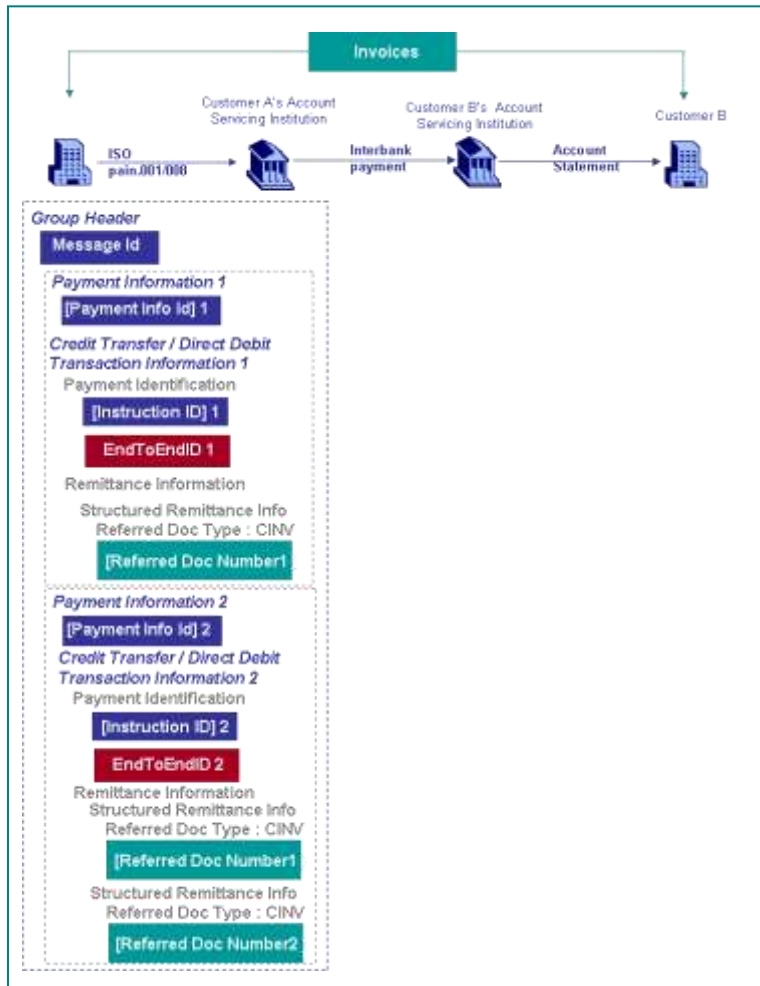 Invoices
Customer A's Account
Servicing Institution
Customer B's Account
Servicing Institution
Customer B
ISO
pain.001/008
Interbank
payment
Account
Statement
Group Header
Message Id
Payment Information 1
[Payment Info Id] 1
Credit Transfer / Direct Debit
Transaction Information 1
Payment Identification
[Instruction ID] 1
EndToEndID 1
Remittance Information
Structured Remittance Info
Referred Doc Type : CINV
[Referred Doc Number1
Payment Information 2
[Payment Info Id] 2
Credit Transfer / Direct Debit
Transaction Information 2
Payment Identification
[Instruction ID] 2
EndToEndID 2
Remittance Information
Structured Remittance Info
Referred Doc Type : CINV
[Referred Doc Number1
Structured Remittance Info
Referred Doc Type : CINV
[Referred Doc Number2